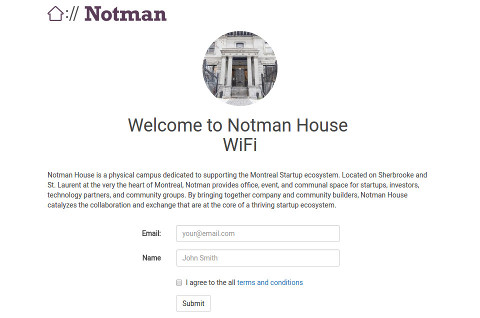 :// Notman
Welcome to Notman House
WiFi
Notman House is a physical campus dedicated to supporting the Montreal Startup ecosystem. Located on Sherbrooke and
St. Laurent at the very the heart of Montreal, Notman provides office, event, and communal space for startups, investors,
technology partners, and community groups. By bringing together company and community builders, Notman House
catalyzes the collaboration and exchange that are at the core of a thriving startup ecosystem.
Email: your@email.com
Name John Smith
I agree to the all terms and conditions
Submit